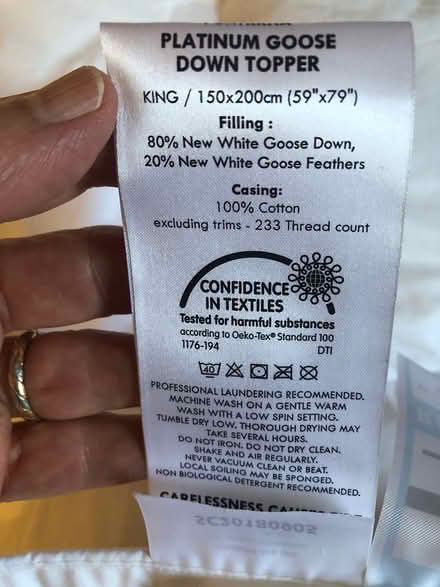 PLATINUM GOOSE
DOWN TOPPER
KING / 150x200cm (59"x79")
Filling :
80% New White Goose Down,
20% New White Goose Feathers
Casing:
100% Cotton
excluding trims - 233 Thread count
CONFIDENCE
IN TEXTILES
Tested for harmful substances
according to Oeko-Tex® Standard 100
1176-194 DTI
40
PROFESSIONAL LAUNDERING RECOMMENDED.
MACHINE WASH ON A GENTLE WARM
WASH WITH A LOW SPIN SETTING.
TUMBLE DRY LOW. THOROUGH DRYING MAY
TAKE SEVERAL HOURS.
DO NOT IRON. DO NOT DRY CLEAN.
SHAKE AND AIR REGULARLY.
NEVER VACUUM CLEAN OR BEAT.
LOCAL SOILING MAY BE SPONGED.
NON BIOLOGICAL DETERGENT RECOMMENDED.
CARELESSNESS